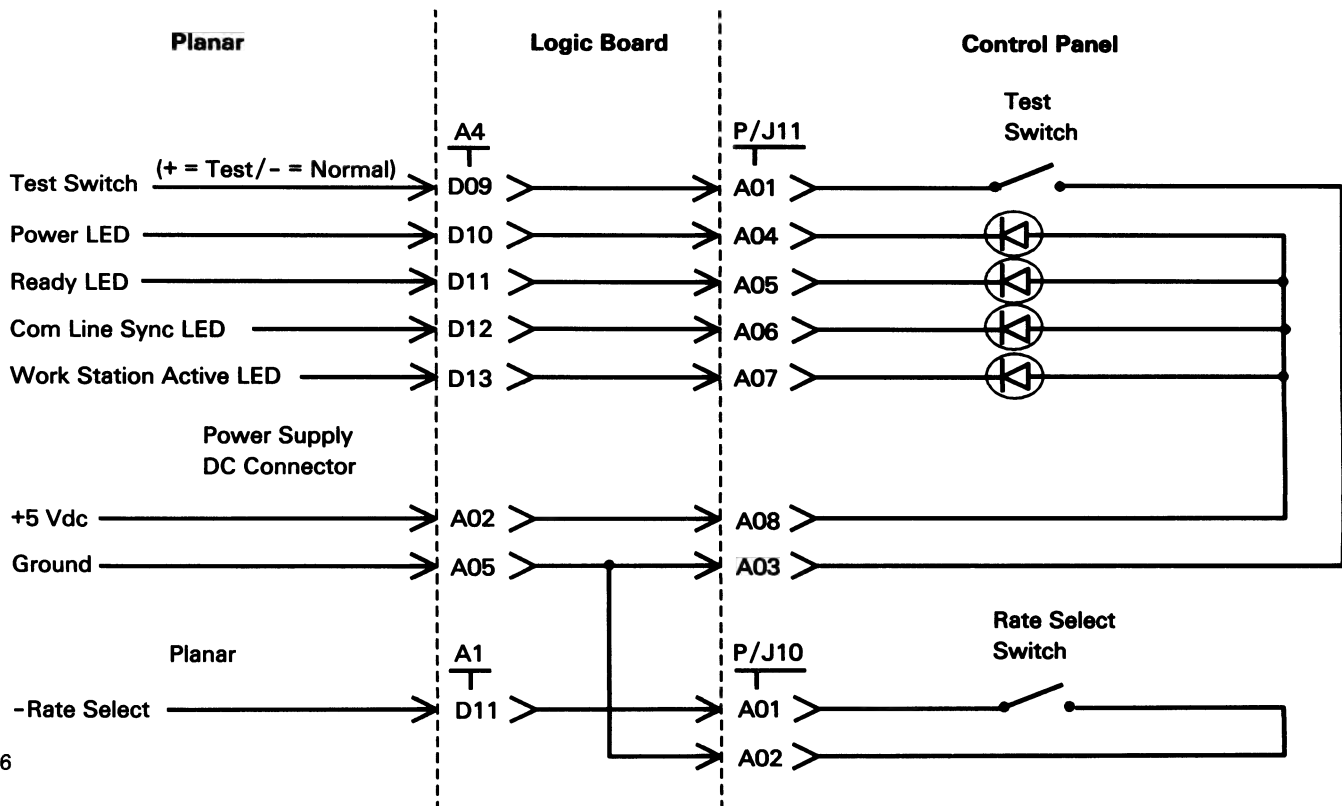 Planar Logic Board Control Panel
Test
Switch
A4 P/J11
Test Switch (+ = Test/- = Normal) D09 A01
Power LED D10 A04
Ready LED D11 A05
Com Line Sync LED D12 A06
Work Station Active LED D13 A07
Power Supply
DC Connector
+5 Vdc A02 A08
Ground A05 A03
Rate Select
Switch
Planar A1 P/J10
-Rate Select D11 A01
A02
6